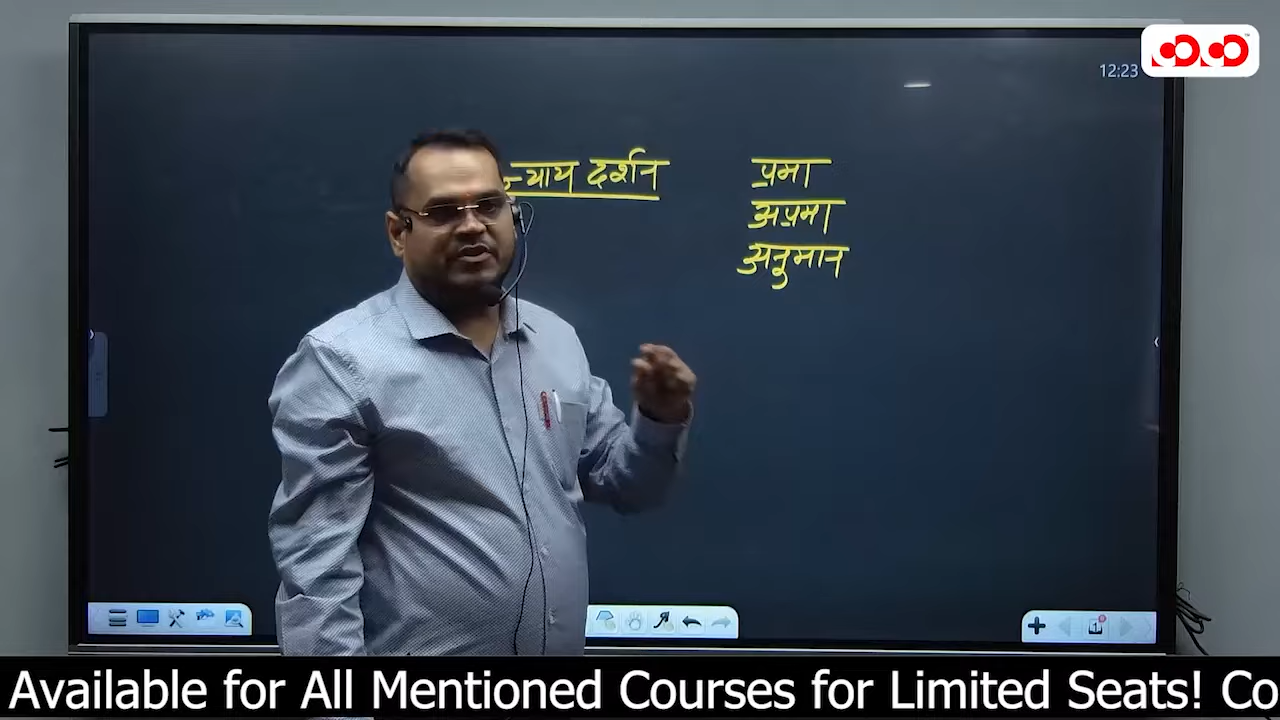 12:23
न्याय दर्शन
प्रमा
अप्रमा
अनुमान
Available for All Mentioned Courses for Limited Seats! Co